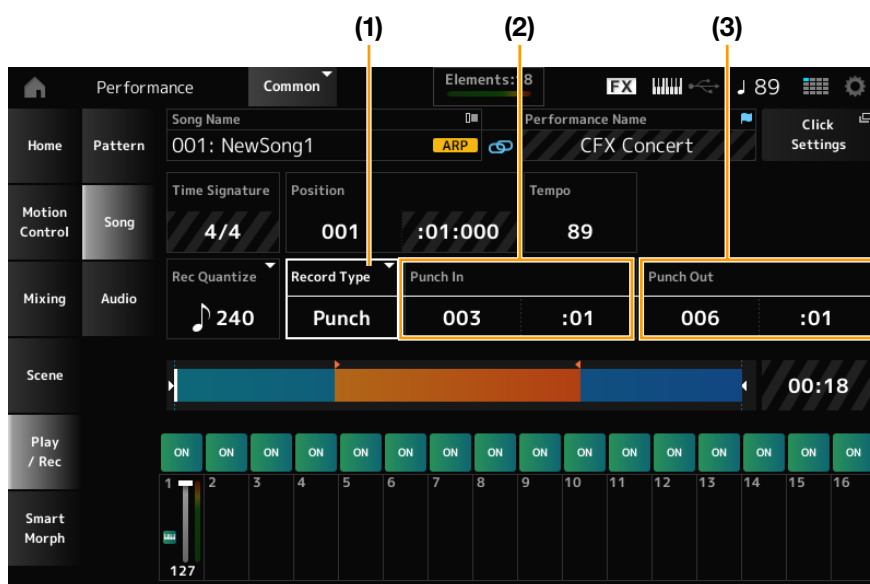 (1) (2) (3)
Performance Common Elements: 8 FX 89
Home Pattern Song Name Performance Name Click Settings
001: NewSong1 ARP CFX Concert
Motion Control Song Time Signature Position Tempo
4/4 001 :01:000 89
Mixing Audio Rec Quantize Record Type Punch In Punch Out
240 Punch 003 :01 006 :01
Scene 00:18
Play / Rec ON ON ON ON ON ON ON ON ON ON ON ON ON ON ON ON
1 2 3 4 5 6 7 8 9 10 11 12 13 14 15 16
Smart Morph
127